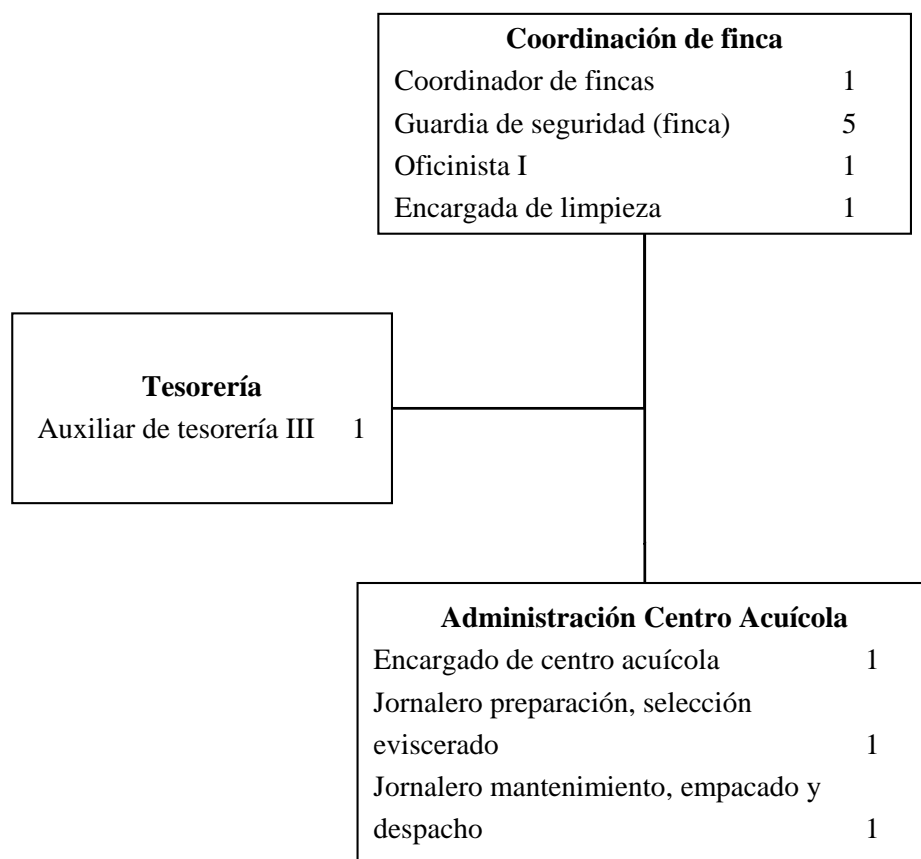 Coordinación de finca
Coordinador de fincas 1
Guardia de seguridad (finca) 5
Oficinista I 1
Encargada de limpieza 1
Tesorería
Auxiliar de tesorería III 1
Administración Centro Acuícola
Encargado de centro acuícola 1
Jornalero preparación, selección
eviscerado 1
Jornalero mantenimiento, empacado y
despacho 1